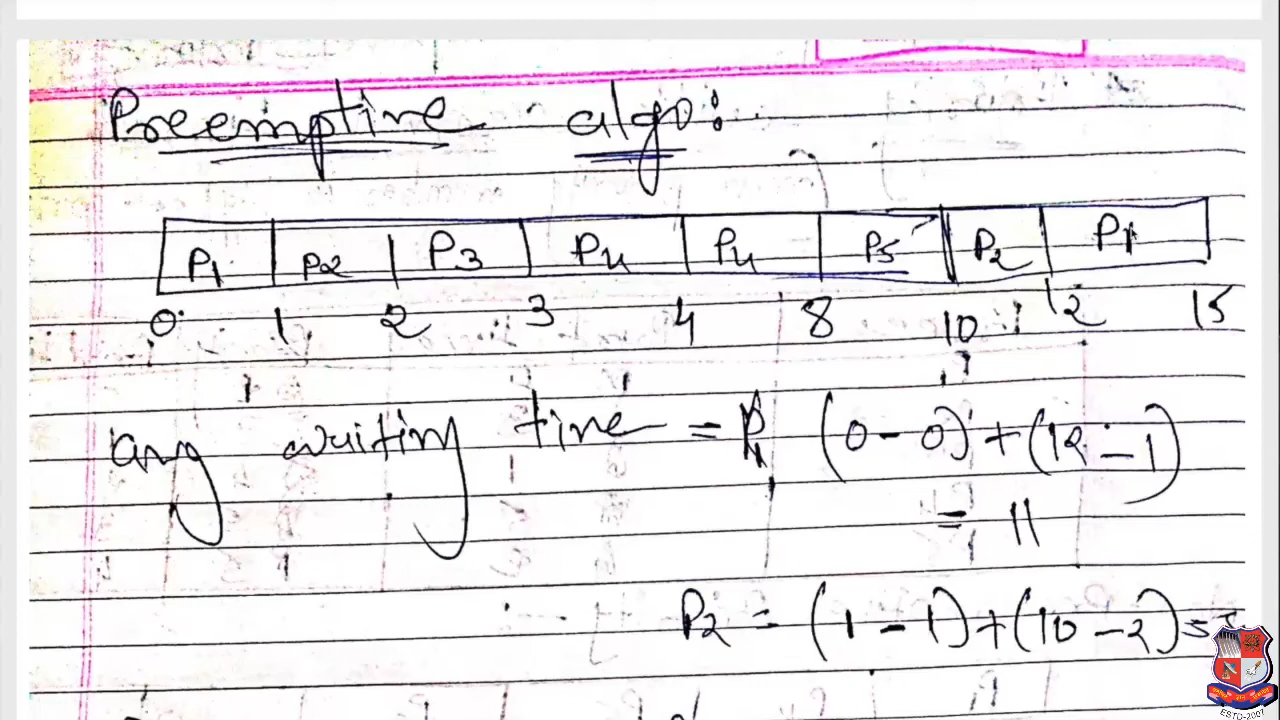 Preemptive algo:
P1 P2 P3 P4 P4 P5 P2 P1
0 1 2 3 4 8 10 12 15
avg waiting time = P1 (0-0) + (12-1)
= 11
P2 = (1-1)+(10-2)=